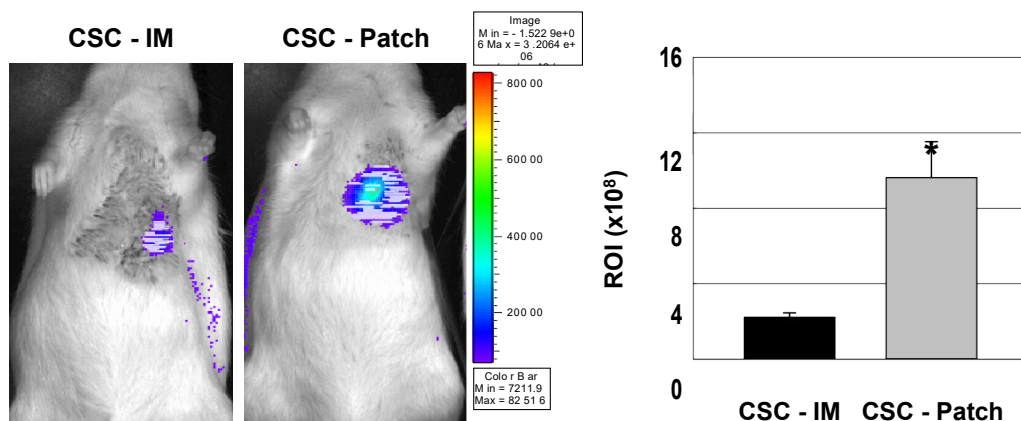 CSC - IM
CSC - Patch
Image
M in = - 1.522 9e+0
6 Ma x = 3 .2064 e+
06
800 00
600 00
400 00
200 00
Colo r B ar
M in = 7211.9
Max = 82 51 6
16
12
8
4
0
ROI (x10⁸)
*
CSC - IM
CSC - Patch